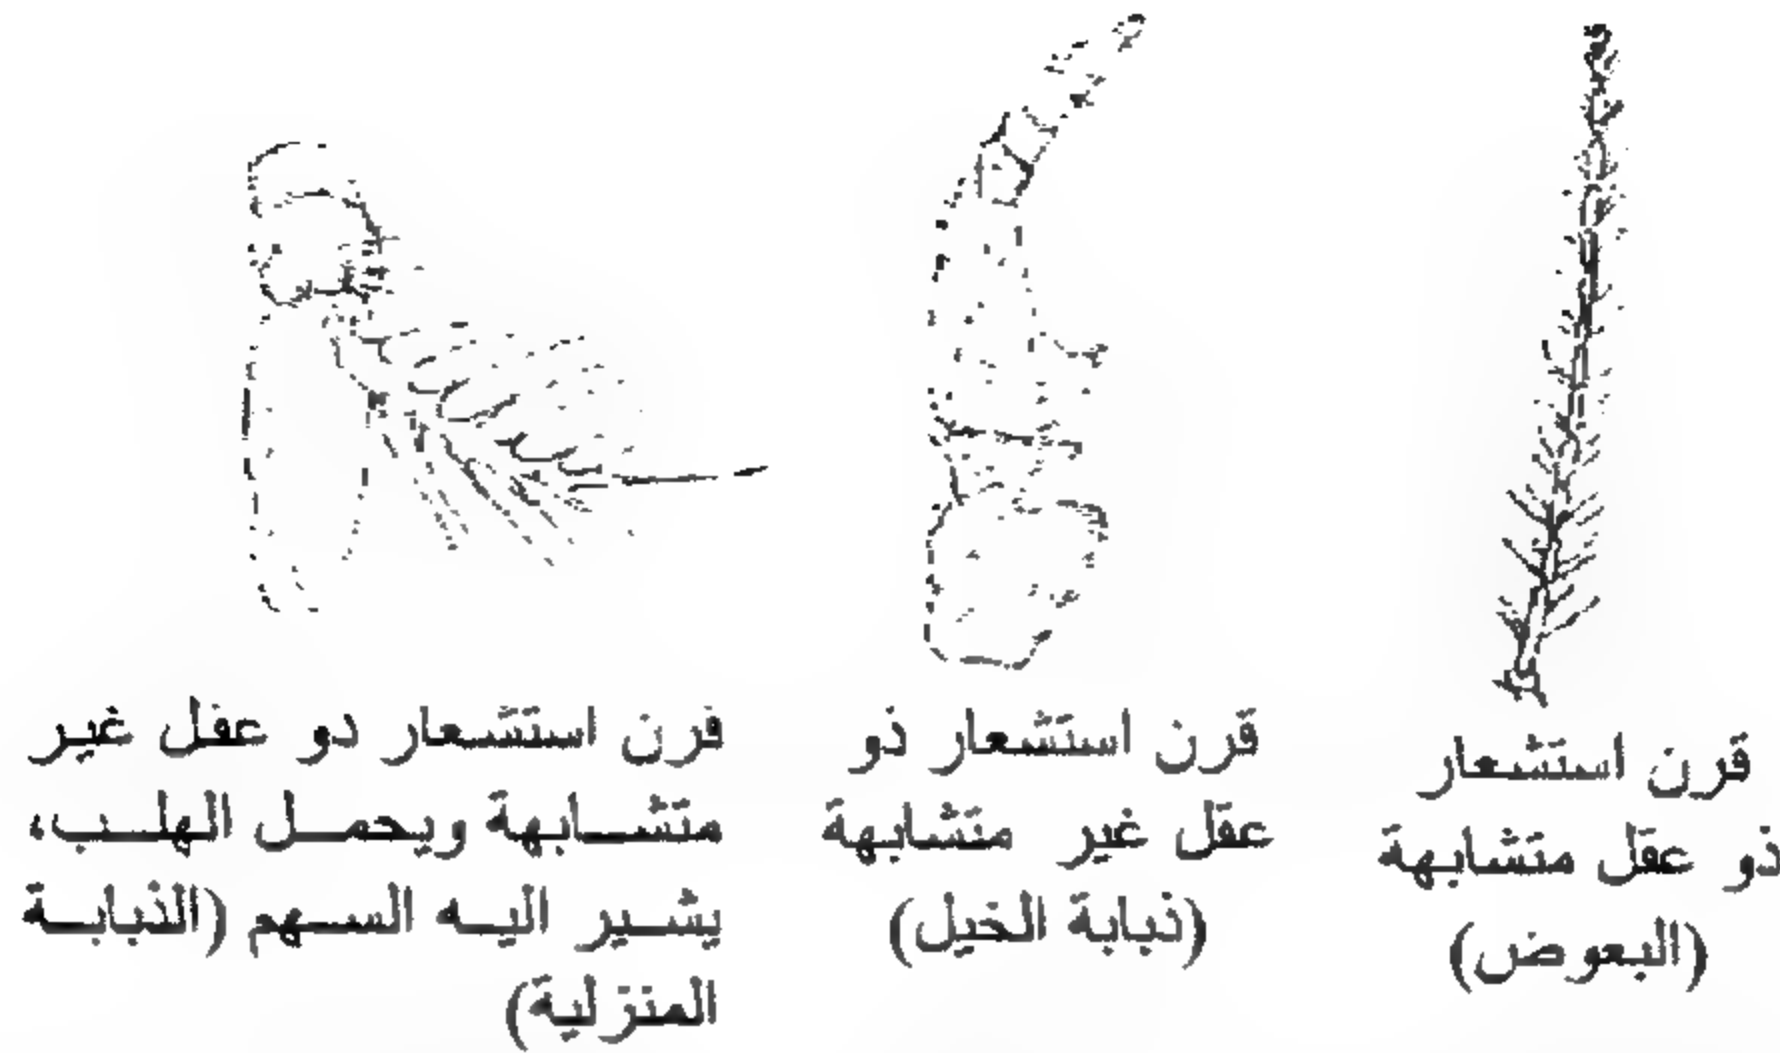 قرن استشعار
ذو عقل متشابهة
(البعوض)
قرن استشعار ذو
عقل غير متشابهة
(ذبابة الخيل)
قرن استشعار دو عقل غير
متشابهة ويحمل الهلب،
يشير اليه السهم (الذبابة
المنزلية)